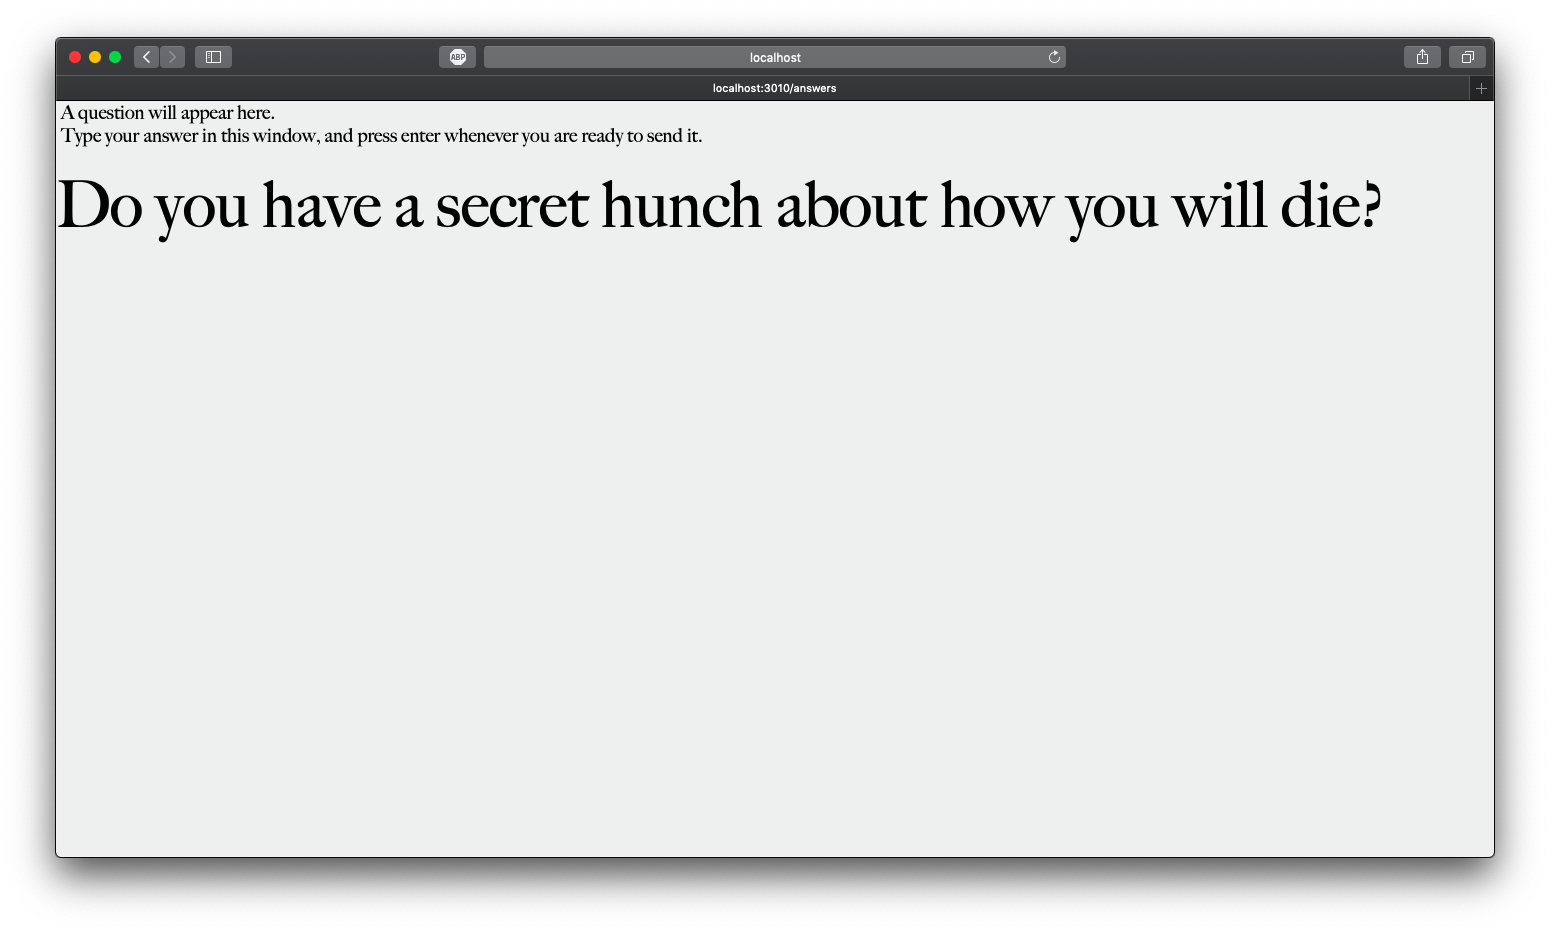 ABP
localhost
localhost:3010/answers
A question will appear here.
Type your answer in this window, and press enter whenever you are ready to send it.
Do you have a secret hunch about how you will die?